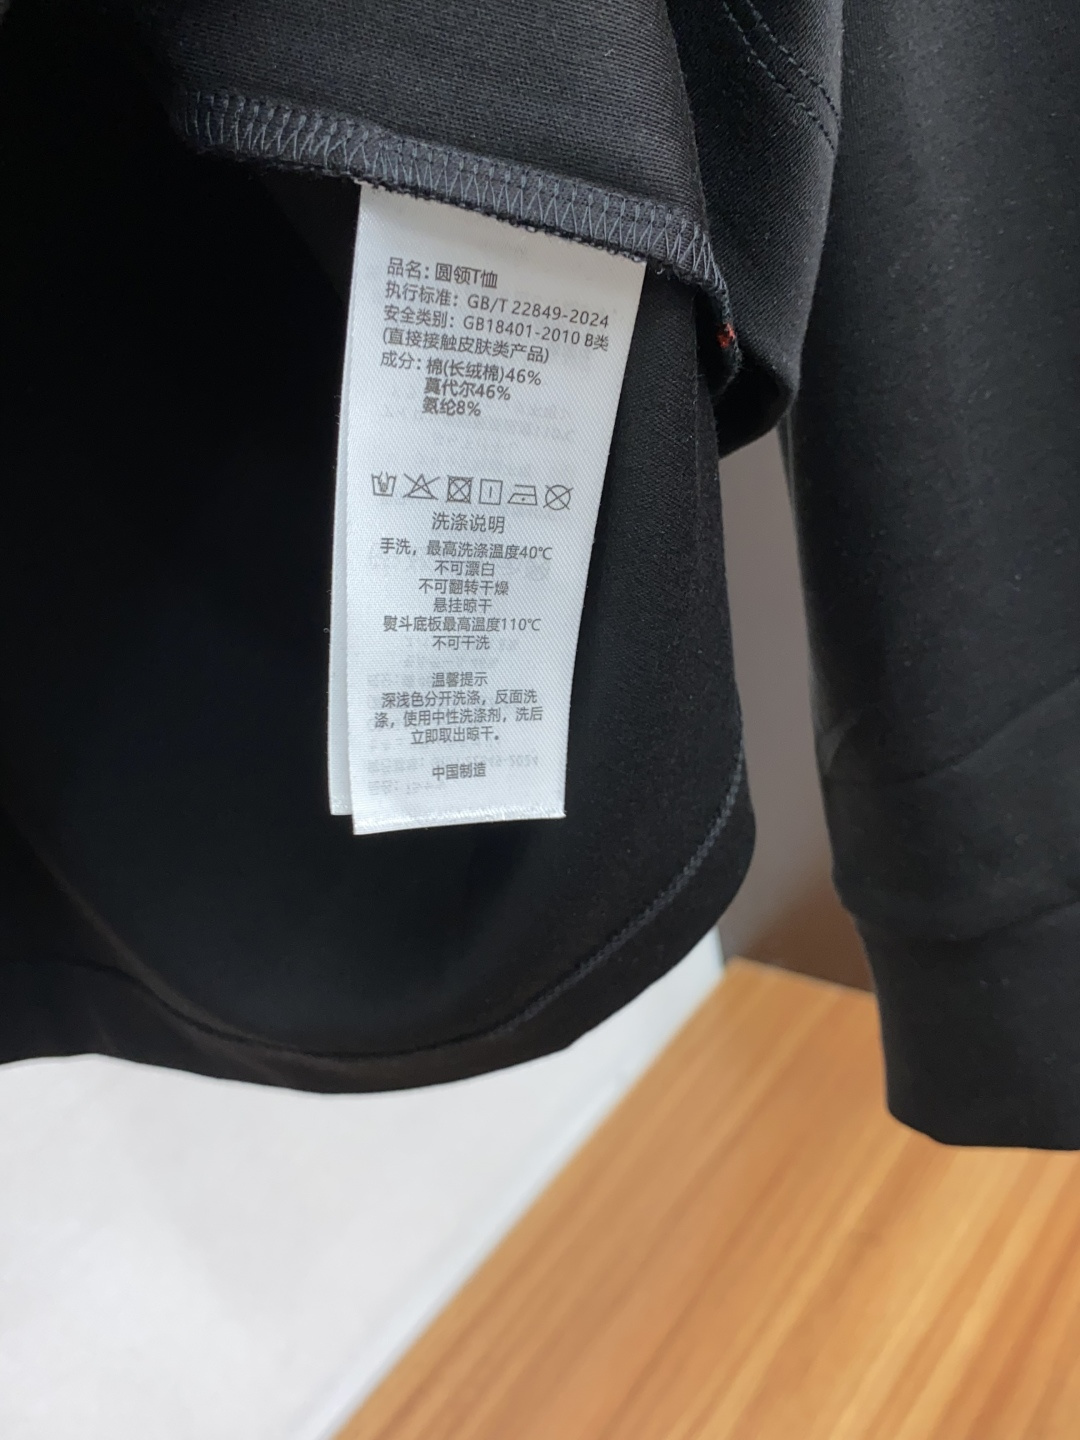 品名：圆领T恤
执行标准：GB/T 22849-2024
安全类别：GB18401-2010 B类
(直接接触皮肤类产品)
成分：棉(长绒棉)46%
莫代尔46%
氨纶8%
洗涤说明
手洗，最高洗涤温度40℃
不可漂白
不可翻转干燥
悬挂晾干
熨斗底板最高温度110℃
不可干洗
温馨提示
深浅色分开洗涤，反面洗
涤，使用中性洗涤剂，洗后
立即取出晾干。
中国制造